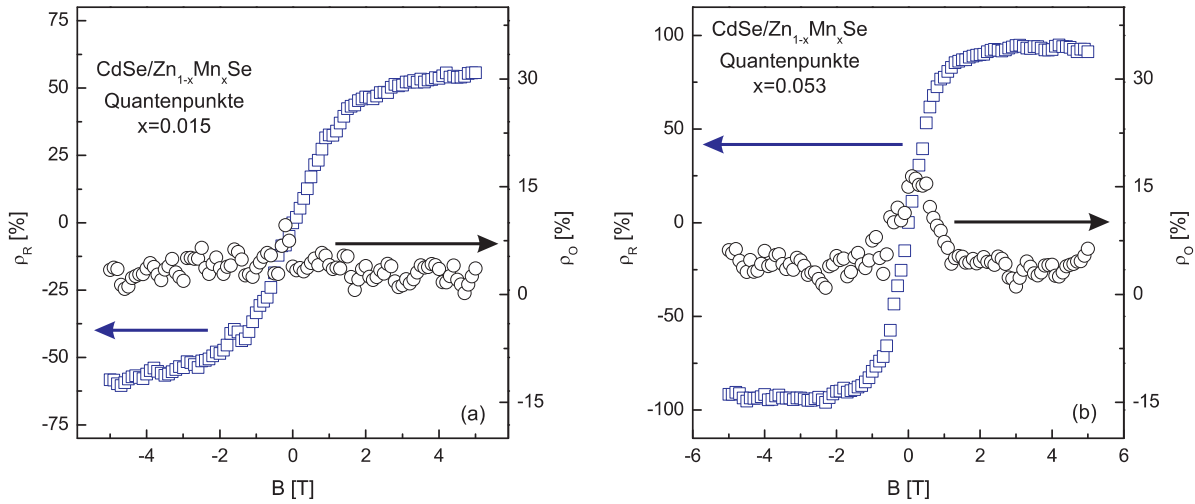 CdSe/Zn1-xMnxSe
Quantenpunkte
x=0.015
ρR [%]
75
50
25
0
-25
-50
-75
-4
-2
0
2
4
B [T]
30
15
0
-15
ρO [%]
(a)
CdSe/Zn1-xMnxSe
Quantenpunkte
x=0.053
ρR [%]
100
50
0
-50
-100
-6
-4
-2
0
2
4
6
B [T]
30
15
0
-15
ρO [%]
(b)